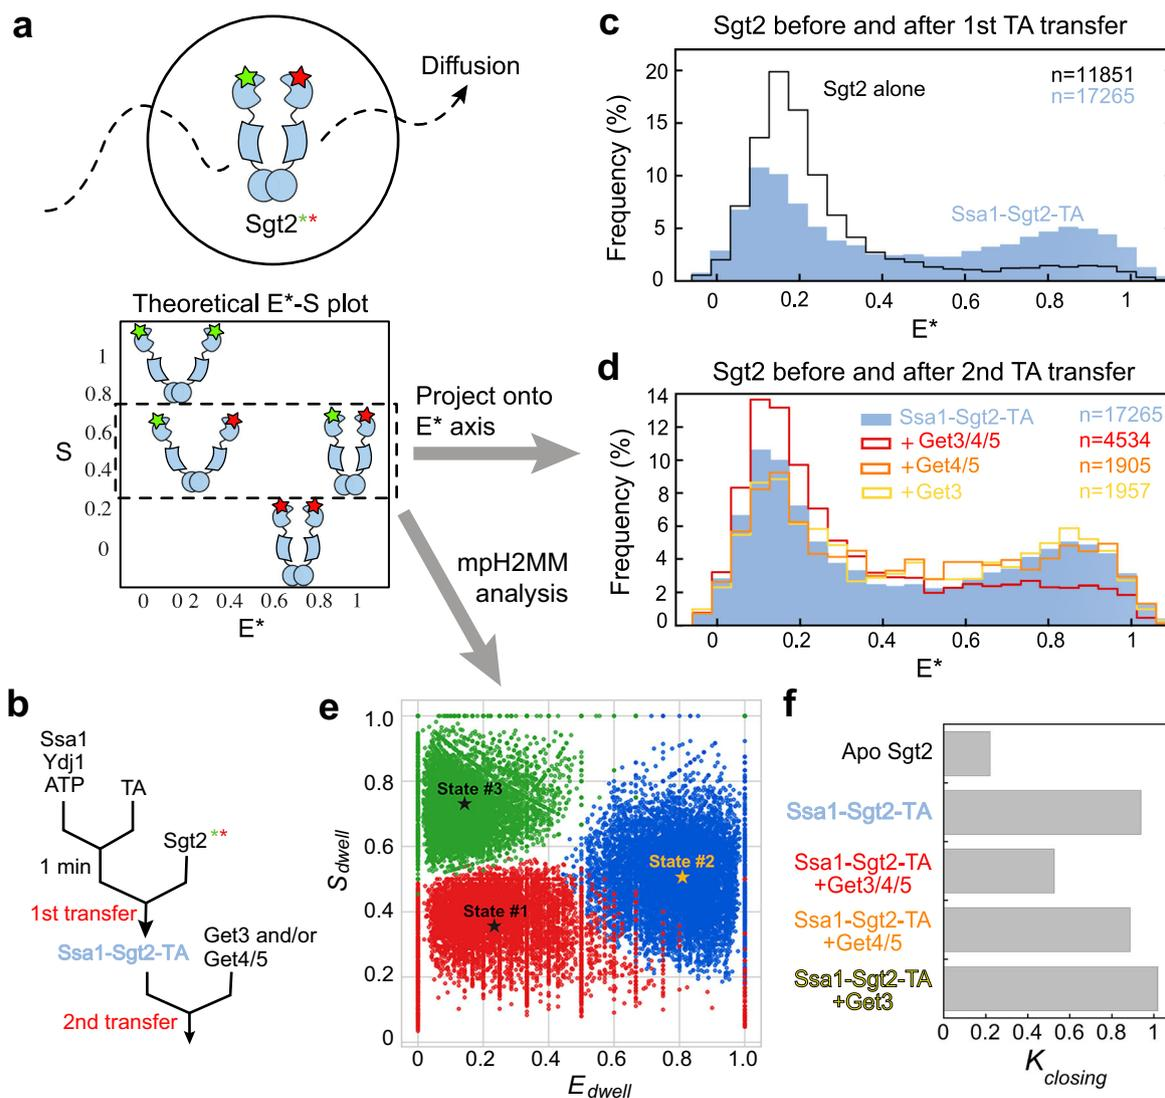 a
Diffusion
Sgt2**
Theoretical E*-S plot
1
0.8
0.6
0.4
0.2
0
S
0 0 2 0.4 0.6 0.8 1
E*
Project onto
E* axis
mpH2MM
analysis
b
Ssa1
Ydj1
ATP
TA
1 min
Sgt2**
1st transfer
Ssa1-Sgt2-TA
Get3 and/or
Get4/5
2nd transfer
c
Sgt2 before and after 1st TA transfer
Frequency (%)
20
15
10
5
0
Sgt2 alone
n=11851
n=17265
Ssa1-Sgt2-TA
0 0.2 0.4 0.6 0.8 1
E*
d
Sgt2 before and after 2nd TA transfer
Frequency (%)
14
12
10
8
6
4
2
0
Ssa1-Sgt2-TA n=17265
+Get3/4/5 n=4534
+Get4/5 n=1905
+Get3 n=1957
0 0.2 0.4 0.6 0.8 1
E*
e
S dwell
1.0
0.8
0.6
0.4
0.2
0
State #3
State #2
State #1
0 0.2 0.4 0.6 0.8 1.0
E dwell
f
Apo Sgt2
Ssa1-Sgt2-TA
Ssa1-Sgt2-TA
+Get3/4/5
Ssa1-Sgt2-TA
+Get4/5
Ssa1-Sgt2-TA
+Get3
0 0.2 0.4 0.6 0.8 1
K closing